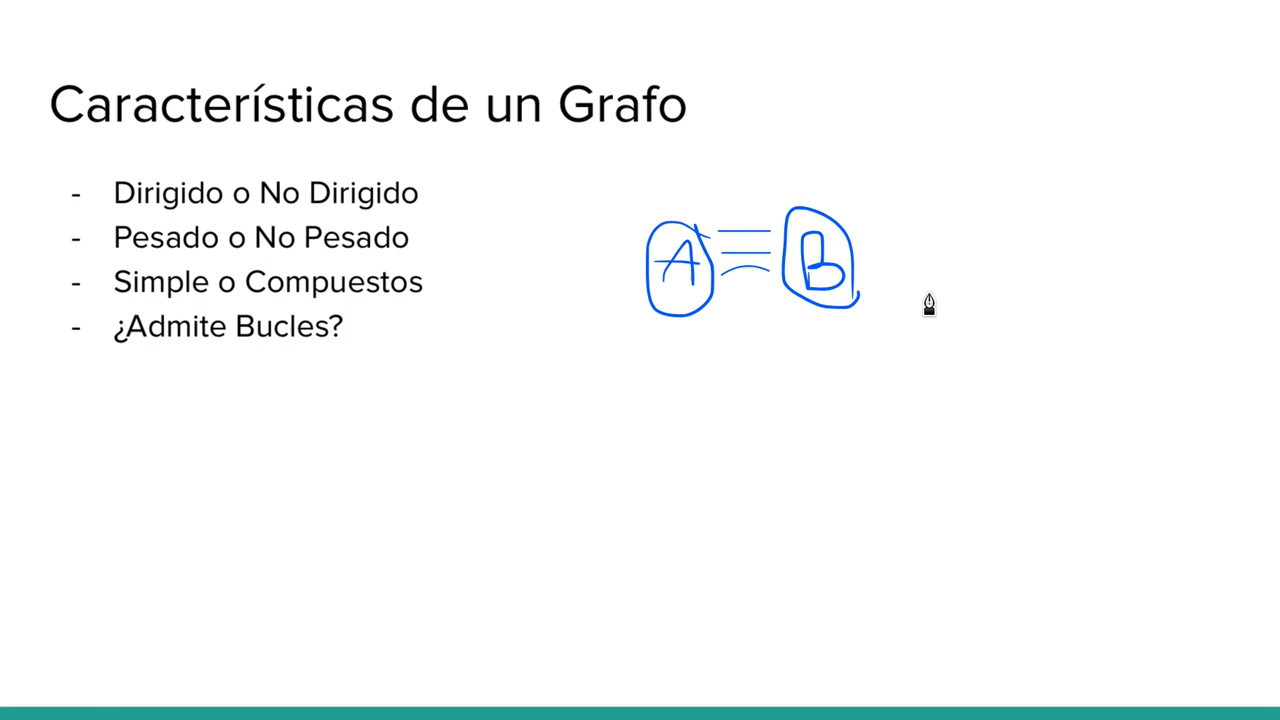 Características de un Grafo
- Dirigido o No Dirigido
- Pesado o No Pesado
- Simple o Compuestos
- ¿Admite Bucles?
A B